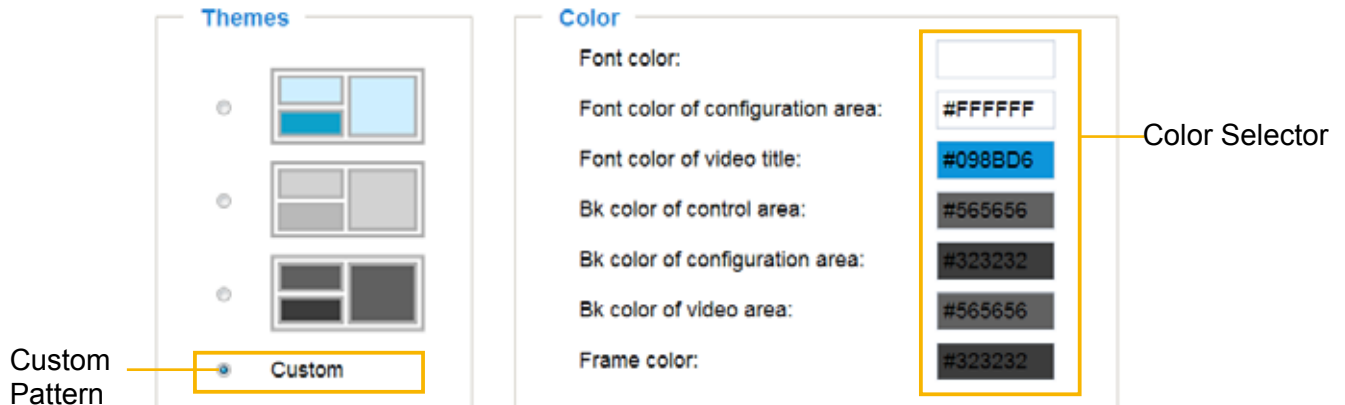 Themes
Custom
Custom
Pattern
Color
Font color:
Font color of configuration area: #FFFFFF
Font color of video title: #098BD6
Bk color of control area: #565656
Bk color of configuration area: #323232
Bk color of video area: #565656
Frame color: #323232
Color Selector